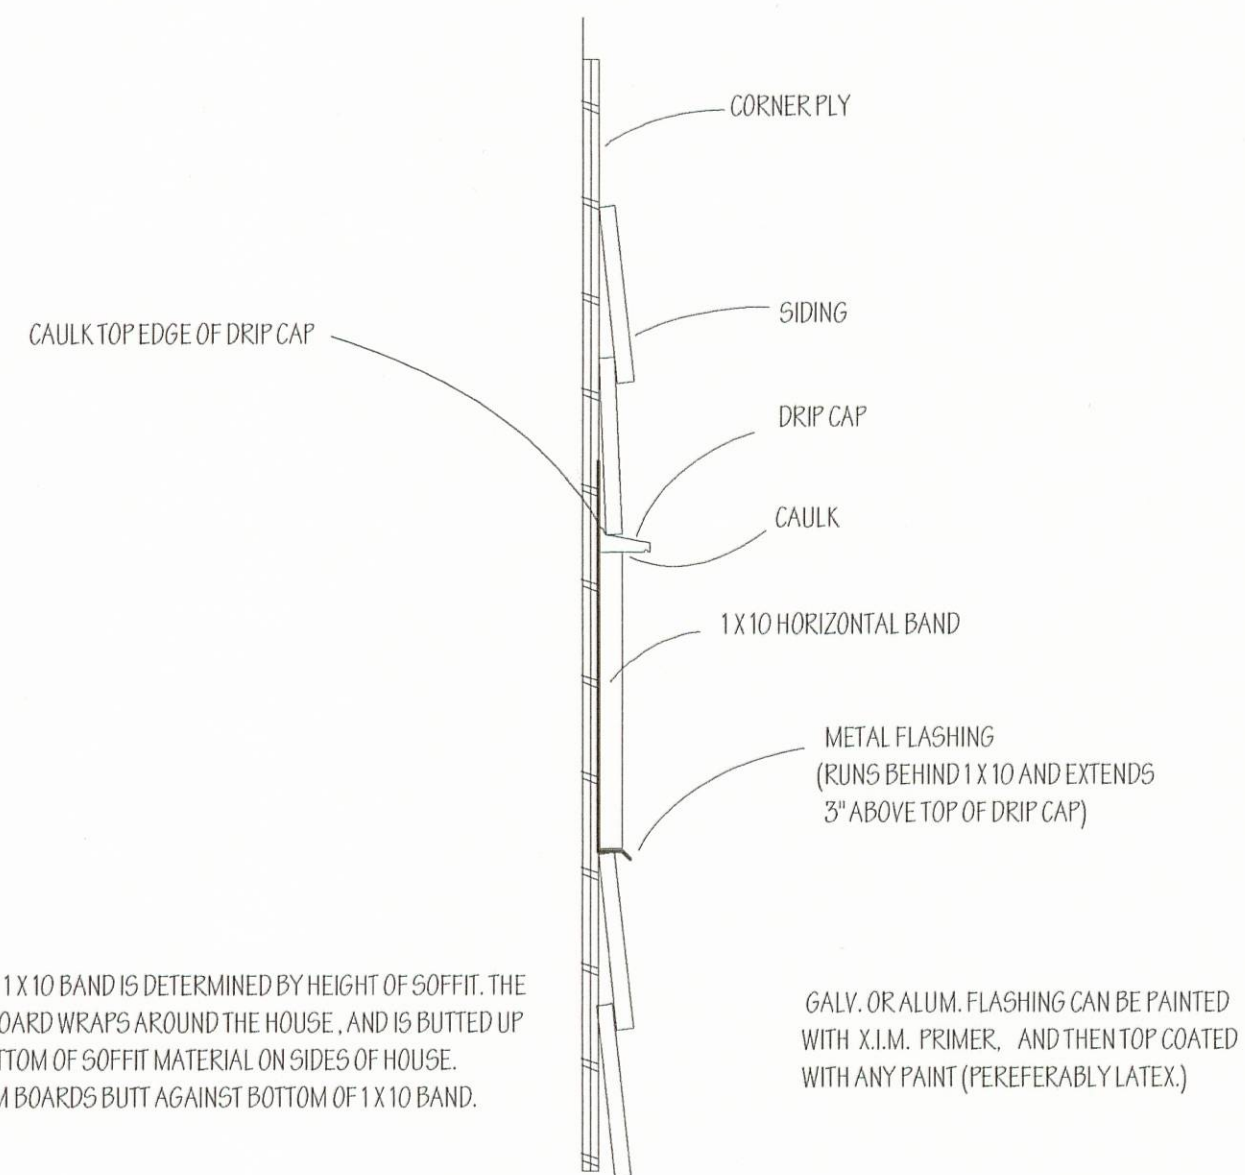 CORNER PLY
SIDING
CAULK TOP EDGE OF DRIP CAP
DRIP CAP
CAULK
1 X 10 HORIZONTAL BAND
METAL FLASHING
(RUNS BEHIND 1 X 10 AND EXTENDS
3" ABOVE TOP OF DRIP CAP)
1 X 10 BAND IS DETERMINED BY HEIGHT OF SOFFIT. THE
WRAPS AROUND THE HOUSE, AND IS BUTTED UP
OF SOFFIT MATERIAL ON SIDES OF HOUSE.
BOARDS BUTT AGAINST BOTTOM OF 1 X 10 BAND.
GALV. OR ALUM. FLASHING CAN BE PAINTED
WITH X.I.M. PRIMER, AND THEN TOP COATED
WITH ANY PAINT (PEREFERABLY LATEX.)